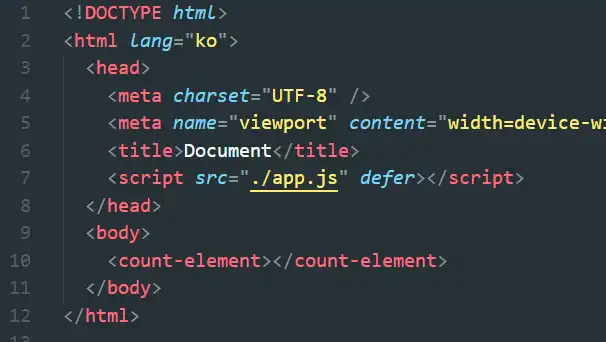 1 <!DOCTYPE html>
2 <html lang="ko">
3 <head>
4 <meta charset="UTF-8" />
5 <meta name="viewport" content="width=device-wi
6 <title>Document</title>
7 <script src="./app.js" defer></script>
8 </head>
9 <body>
10 <count-element></count-element>
11 </body>
12 </html>
13